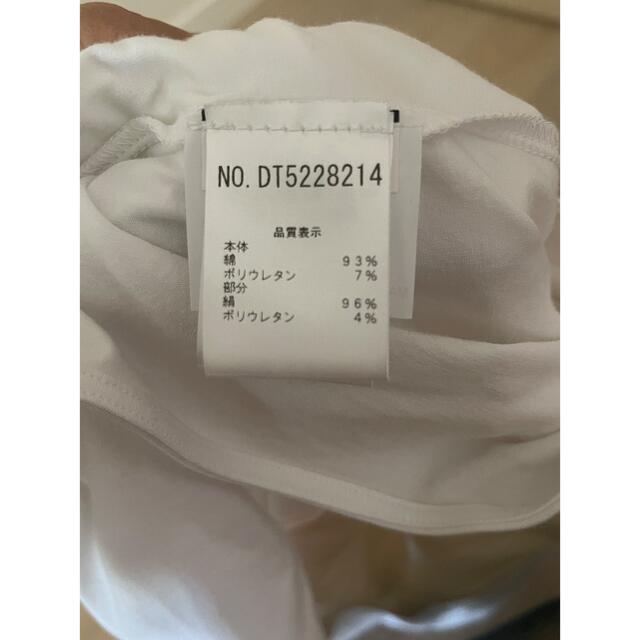 NO. DT5228214
品質表示
本体
綿 93%
ポリウレタン 7%
部分
絹 96%
ポリウレタン 4%